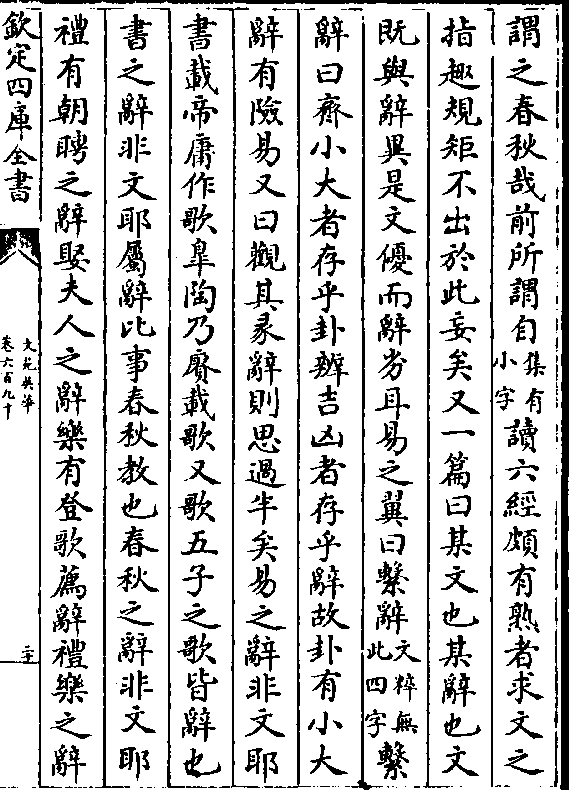 謂之春秋哉前所謂自集有小字讀六經頗有熟者求文之
指趣規矩不出於此妄矣又一篇曰某文也某辭也文
既與辭異是文優而辭劣耳易之翼曰繫辭文粹無此四字繫
辭曰齊小大者存乎卦辨吉凶者存乎辭故卦有小大
辭有險易又曰觀其彖辭則思過半矣易之辭非文耶
書載帝庸作歌臯陶乃賡載歌又歌五子之歌皆辭也
書之辭非文耶屬辭比事春秋教也春秋之辭非文耶
禮有朝聘之辭娶夫人之辭樂有登歌薦辭禮樂之辭
欽定四庫全書
文苑英華
卷六百九十
二十